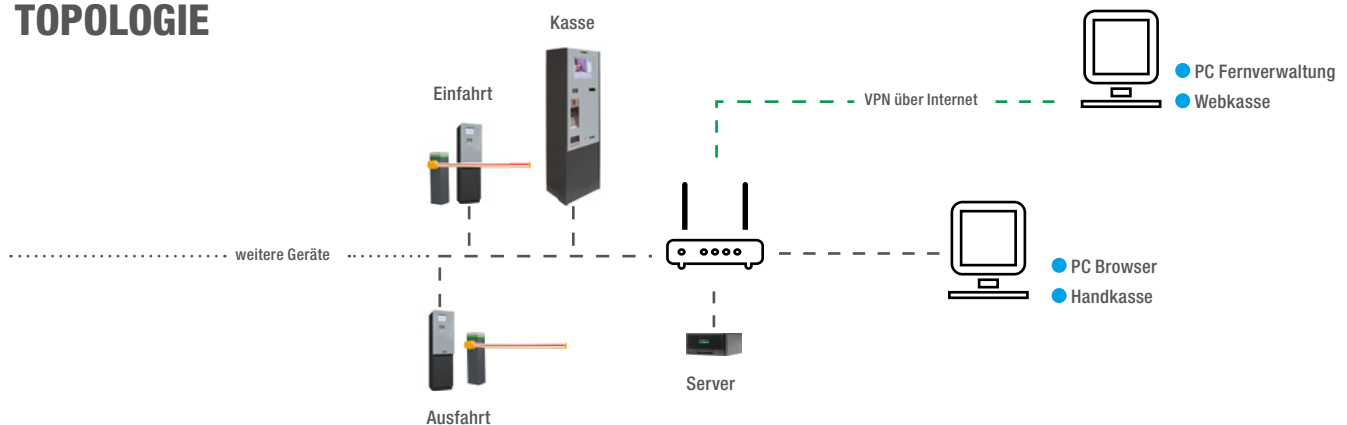 TOPOLOGIE
Kasse
Einfahrt
VPN über Internet
PC Fernverwaltung
Webkasse
weitere Geräte
PC Browser
Handkasse
Server
Ausfahrt